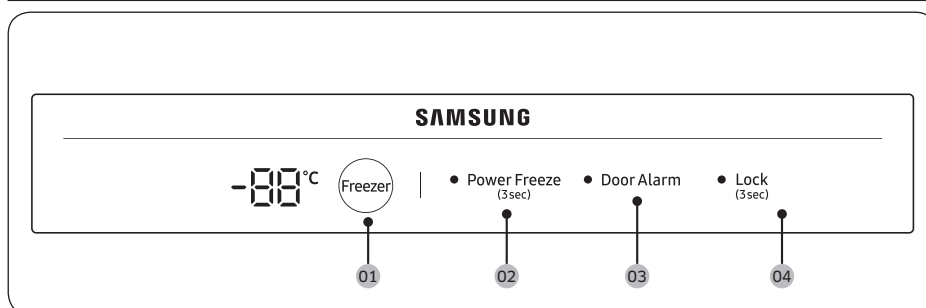 SAMSUNG
-88°C Freezer Power Freeze Door Alarm Lock
(3sec) (3sec)
01 02 03 04